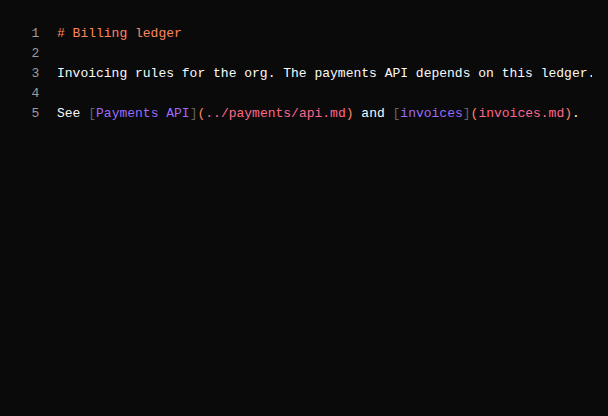 1 # Billing ledger
2
3 Invoicing rules for the org. The payments API depends on this ledger.
4
5 See [Payments API](../payments/api.md) and [invoices](invoices.md).